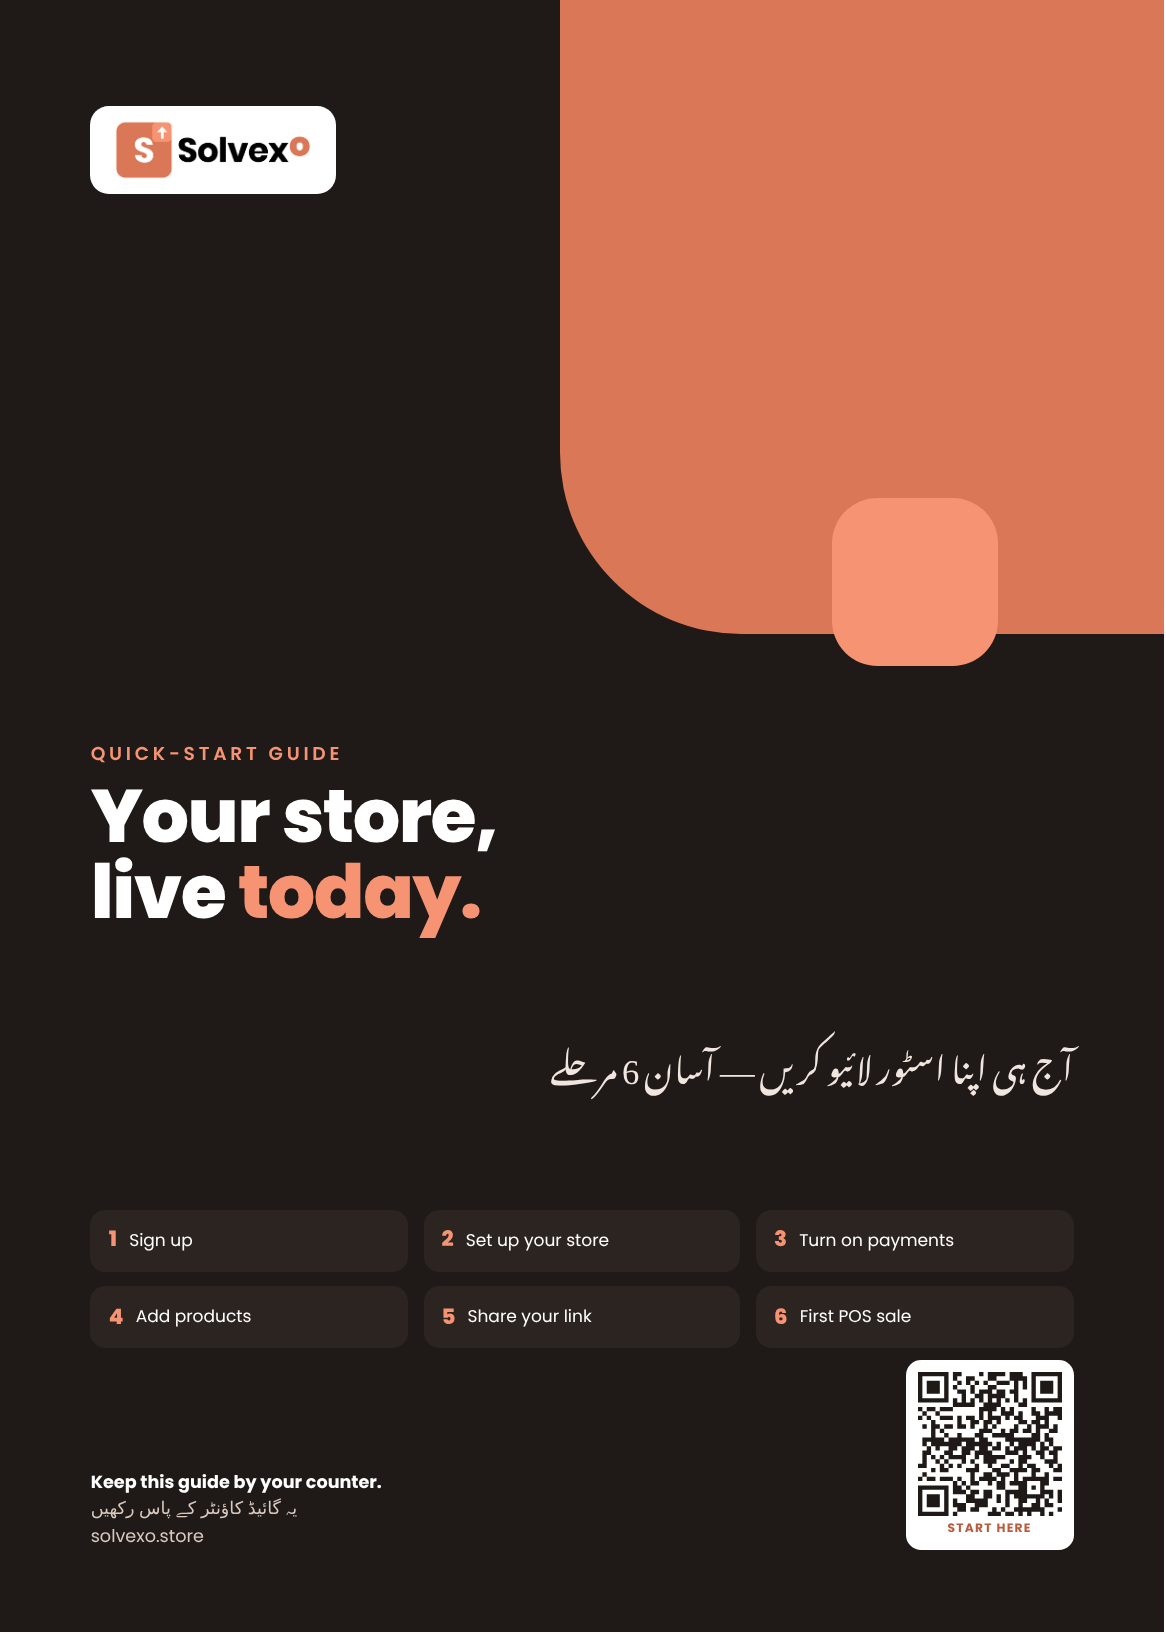 S Solvexo
QUICK-START GUIDE
Your store,
live today.
آج ہی اپنا اسٹور لائیو کریں — آسان 6 مرحلے
1 Sign up
2 Set up your store
3 Turn on payments
4 Add products
5 Share your link
6 First POS sale
Keep this guide by your counter.
یہ گائیڈ کاؤنٹر کے پاس رکھیں
solvexo.store
START HERE